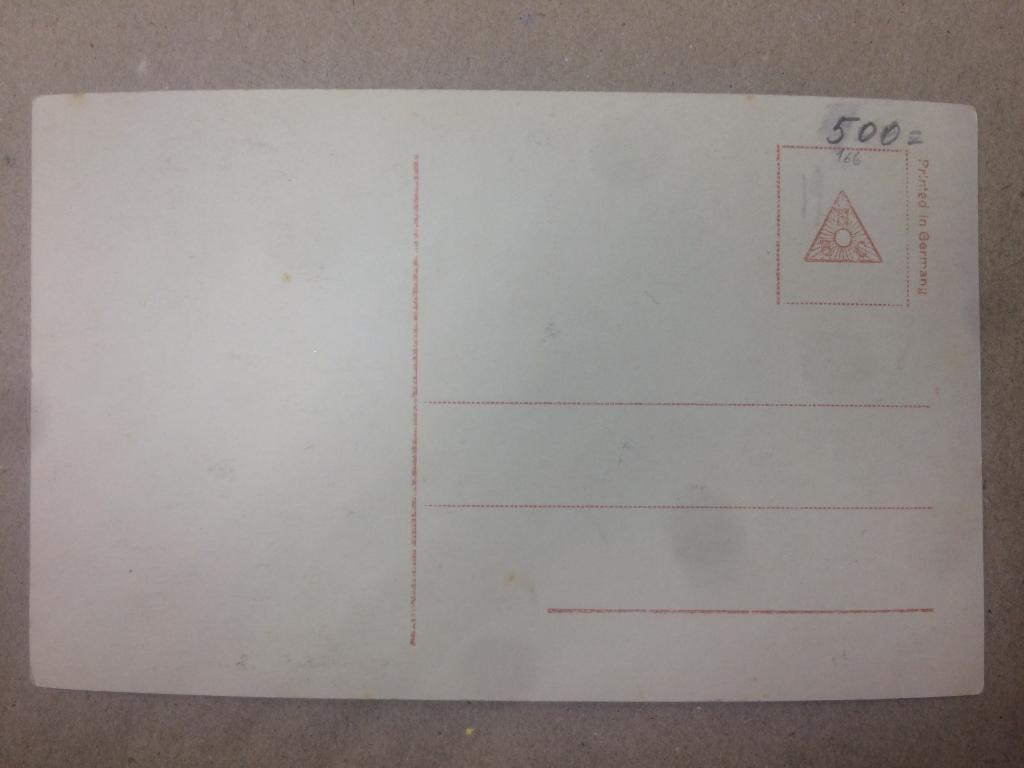 500=
166
Printed in Germany